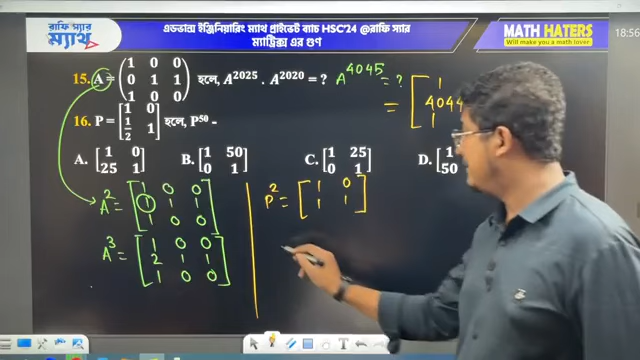 রাফি স্যার
ম্যাথ
এডভান্স ইঞ্জিনিয়ারিং ম্যাথ প্রাইভেট ব্যাচ HSC'24 @রাফি স্যার
ম্যাট্রিক্স এর গুণ
MATH HATERS
Will make you a math lover!
18:56
15. A = (1 0 0
0 1 1
1 0 0) হলে, A^2025 . A^2020 = ? A^4045 = ?
= [1
4044
1
16. P = [1 0
1/2 1] হলে, P^50 -
A. [1 0
25 1] B. [1 50
0 1] C. [1 25
0 1] D. [1
50
A^2 = [1 0 0
1 1 1
1 0 0]
P^2 = [1 0
1 1]
A^3 = [1 0 0
2 1 1
1 0 0]